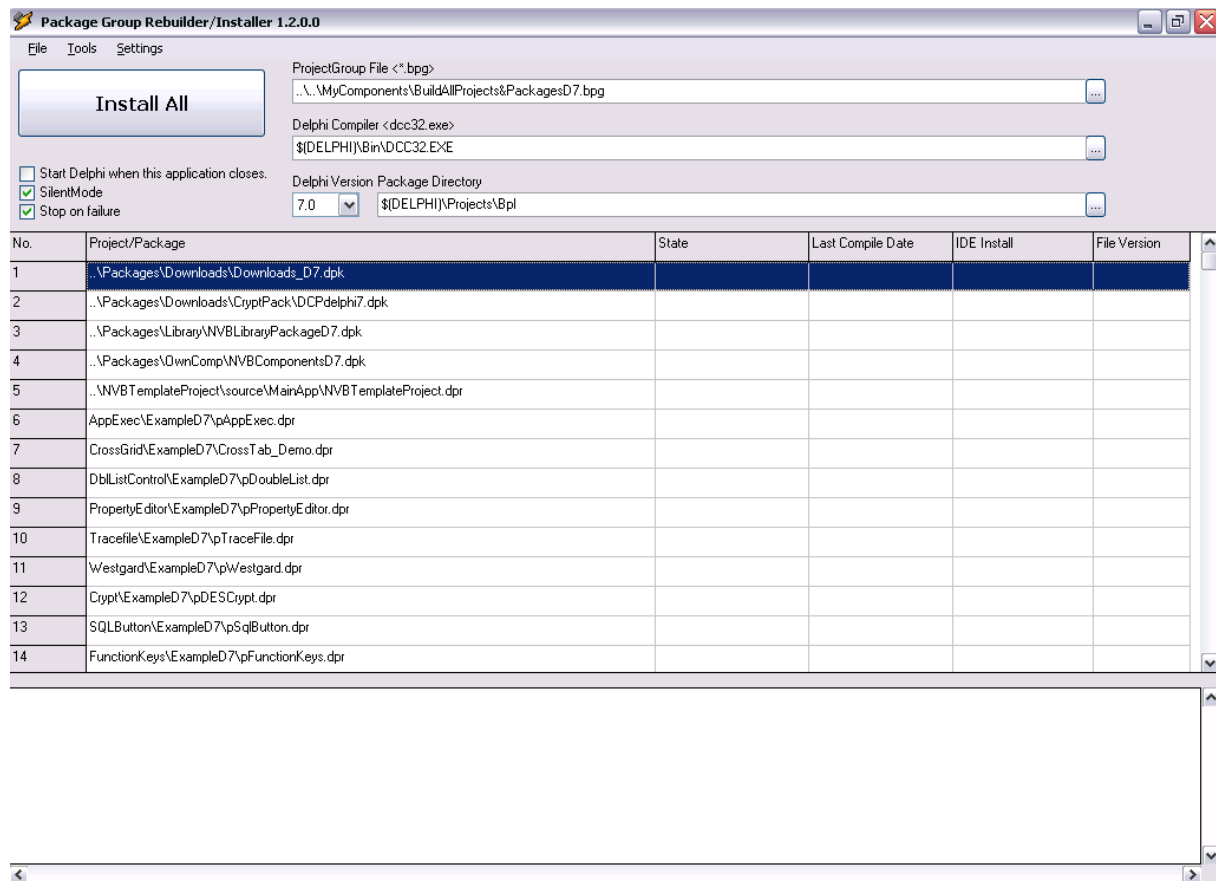 Package Group Rebuilder/Installer 1.2.0.0
File Tools Settings
Install All
ProjectGroup File <*.bpg>
..\..\MyComponents\BuildAllProjects&PackagesD7.bpg
...
Delphi Compiler <dcc32.exe>
$(DELPHI)\Bin\DCC32.EXE
...
Start Delphi when this application closes.
SilentMode
Stop on failure
Delphi Version Package Directory
7.0 $(DELPHI)\Projects\Bpl
...
No. Project/Package State Last Compile Date IDE Install File Version
1 ..\Packages\Downloads\Downloads_D7.dpk
2 ..\Packages\Downloads\CryptPack\DCPdelphi7.dpk
3 ..\Packages\Library\NVBLibraryPackageD7.dpk
4 ..\Packages\OwnComp\NVBComponentsD7.dpk
5 ..\NVBTemplateProject\source\MainApp\NVBTemplateProject.dpr
6 AppExec\ExampleD7\pAppExec.dpr
7 CrossGrid\ExampleD7\CrossTab_Demo.dpr
8 DblListControl\ExampleD7\pDoubleList.dpr
9 PropertyEditor\ExampleD7\pPropertyEditor.dpr
10 Tracefile\ExampleD7\pTraceFile.dpr
11 Westgard\ExampleD7\pWestgard.dpr
12 Crypt\ExampleD7\pDESCrypt.dpr
13 SQLButton\ExampleD7\pSqlButton.dpr
14 FunctionKeys\ExampleD7\pFunctionKeys.dpr